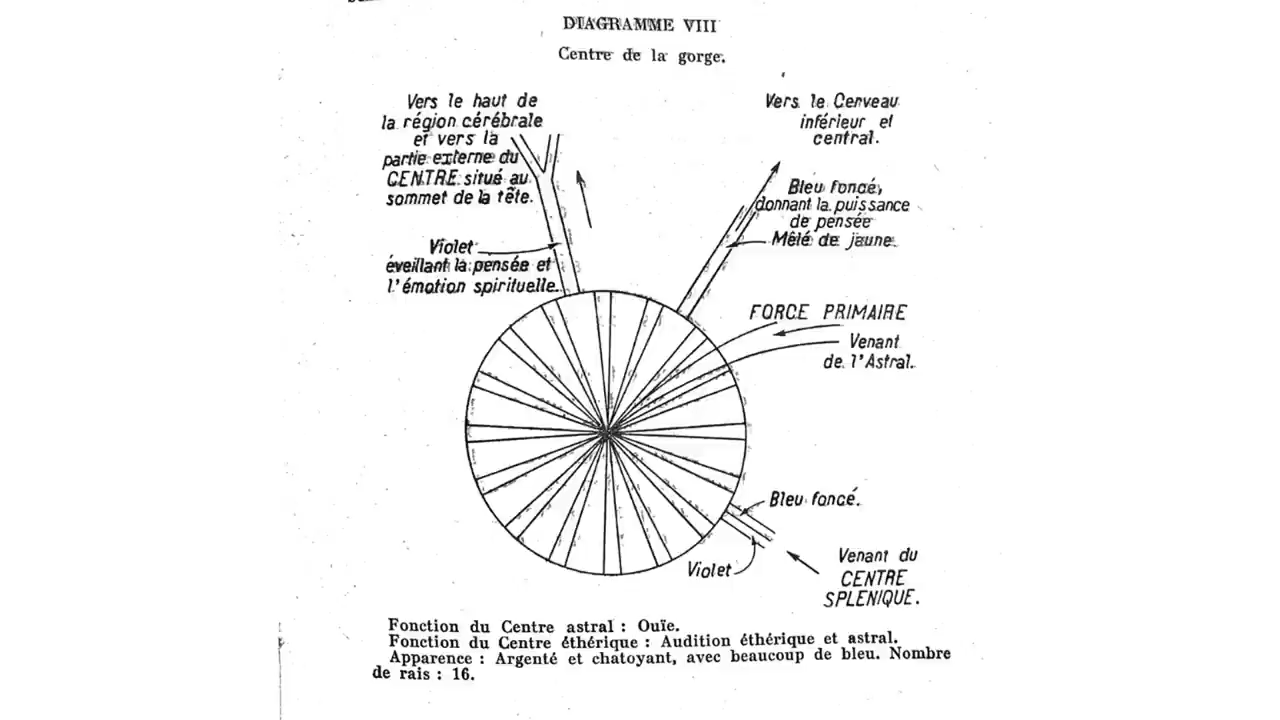 DIAGRAMME VIII
Centre de la gorge.
Vers le haut de
la région cérébrale
et vers la
partie externe du
CENTRE situé au
sommet de la tête.
Violet
éveillant la pensée et
l'émotion spirituelle.
Vers le Cerveau
inférieur et
central.
Bleu foncé,
donnant la puissance
de pensée
Mêlé de jaune.
FORCE PRIMAIRE
Venant
de l'Astral.
Bleu foncé.
Violet
Venant du
CENTRE
SPLENIQUE.
Fonction du Centre astral : Ouïe.
Fonction du Centre éthérique : Audition éthérique et astral.
Apparence : Argenté et chatoyant, avec beaucoup de bleu. Nombre
de rais : 16.